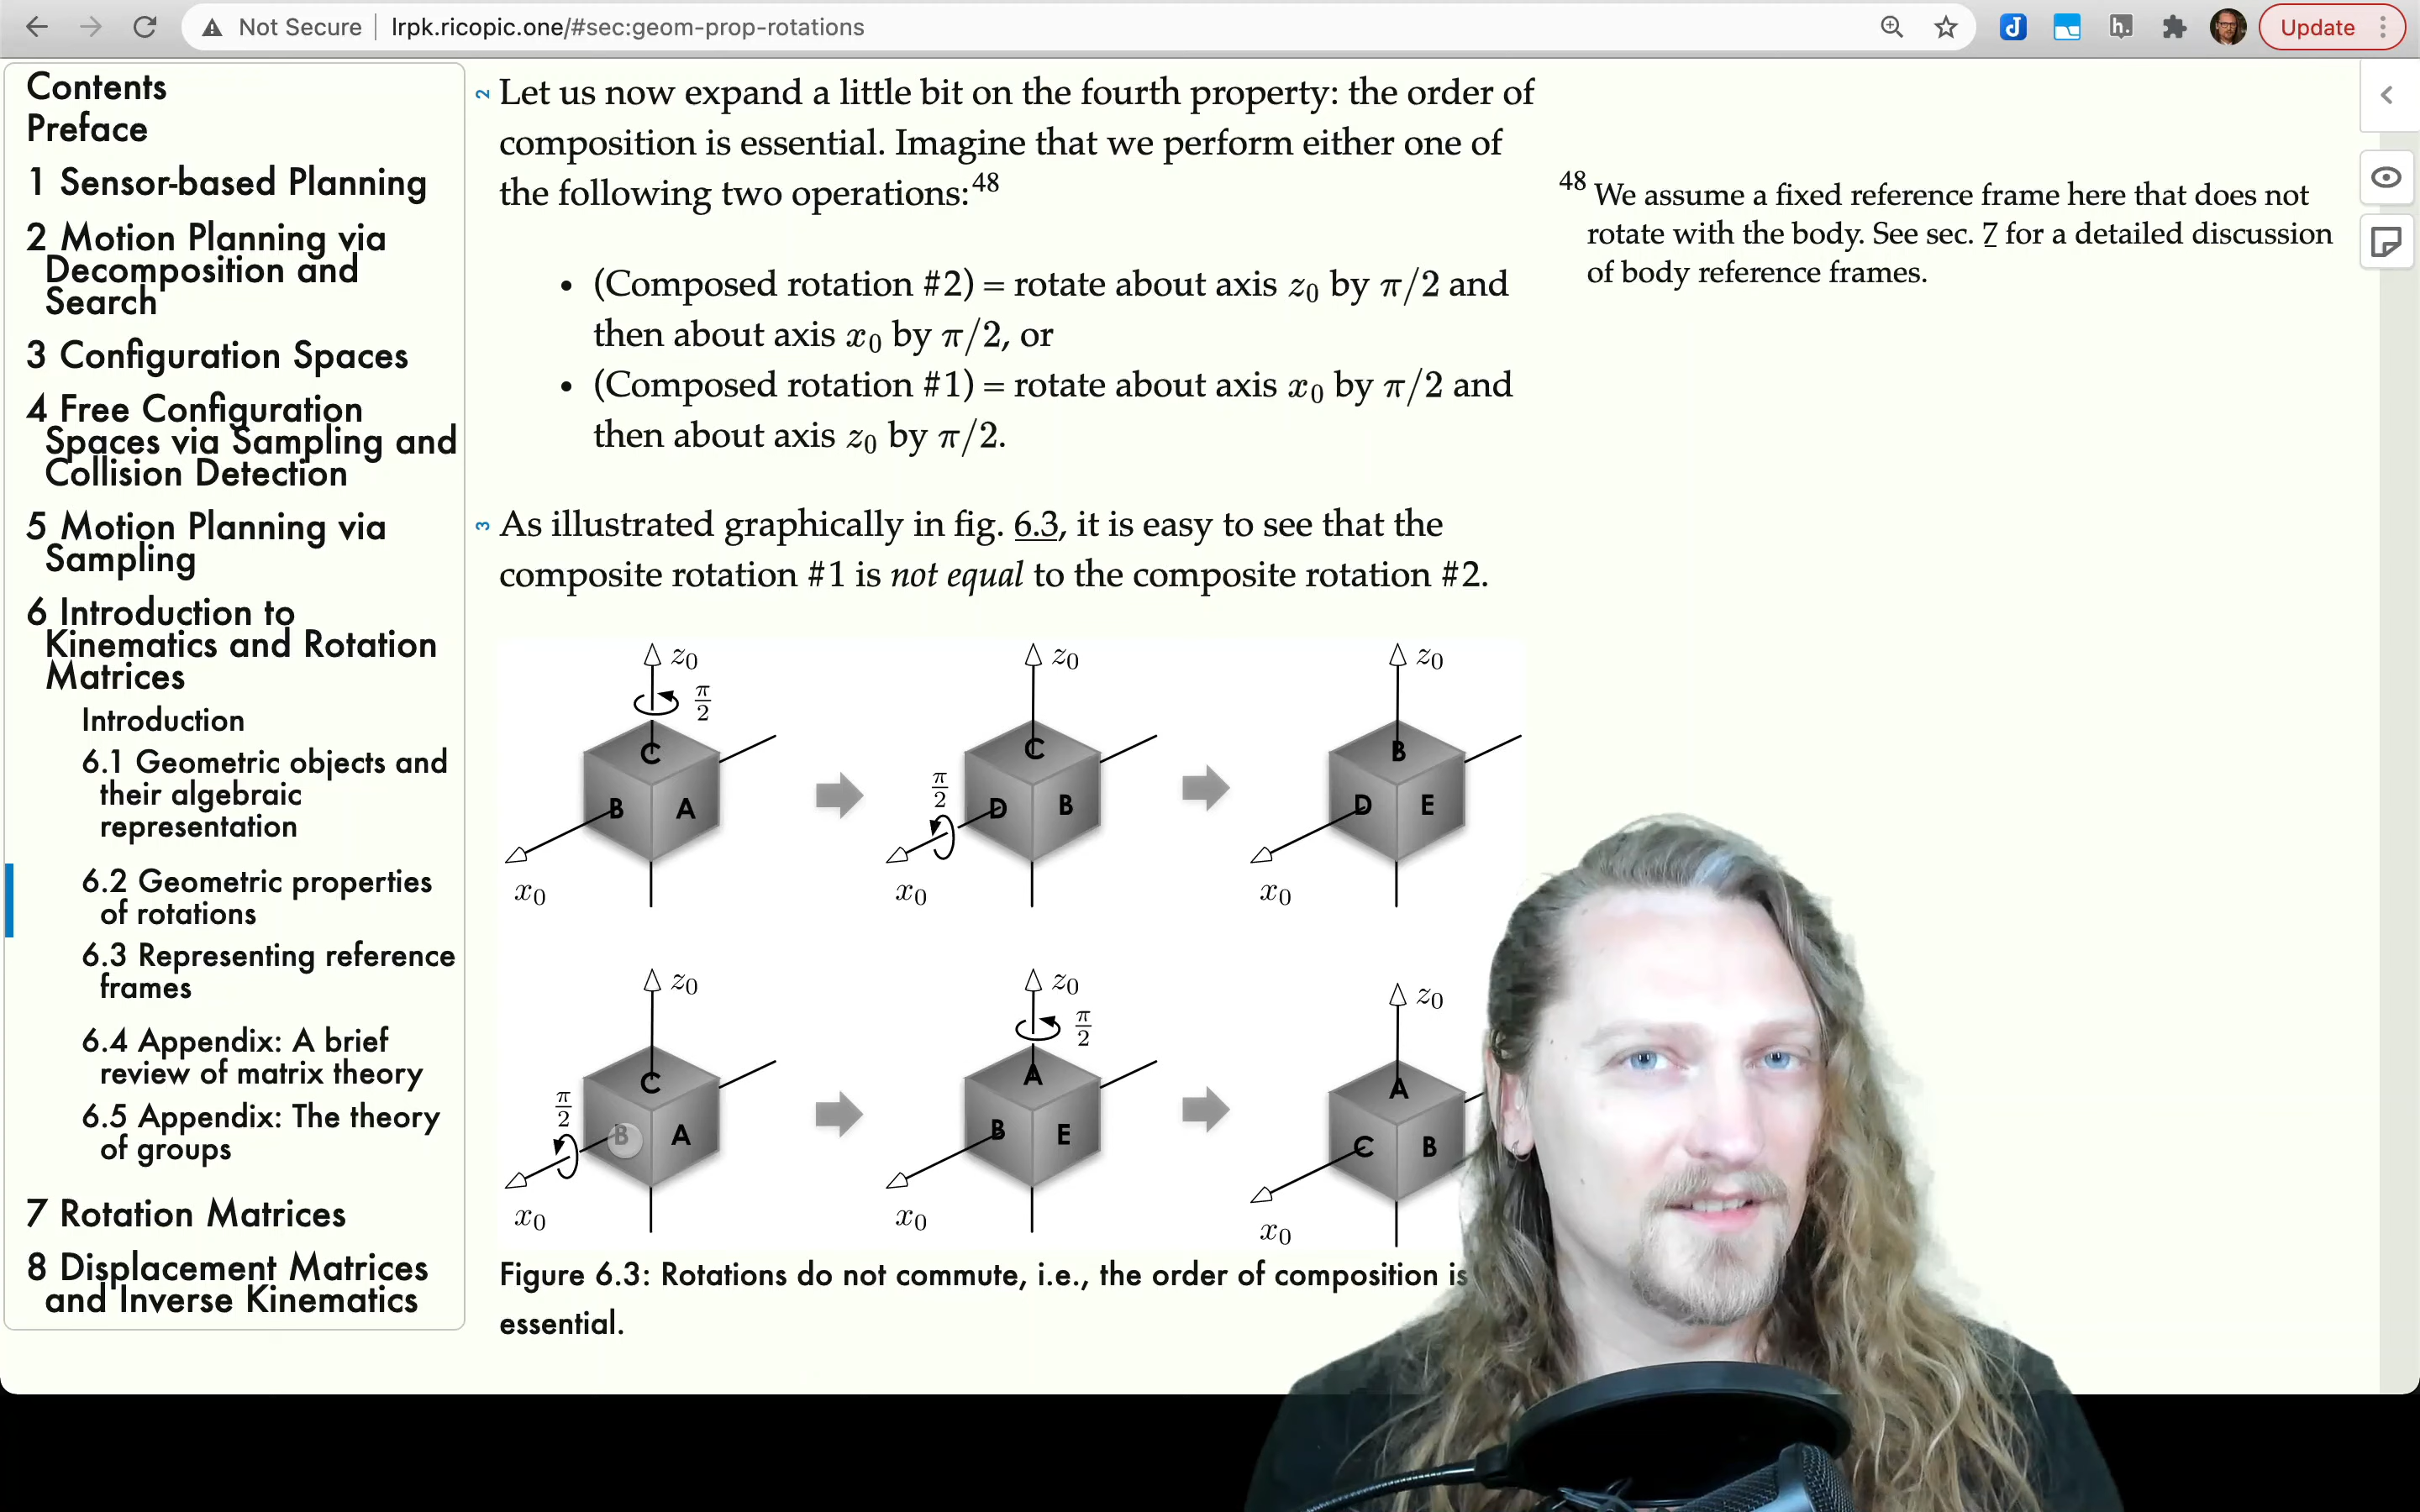 Not Secure
lrpk.ricopic.one/#sec:geom-prop-rotations
Update
Contents
Preface
1 Sensor-based Planning
2 Motion Planning via
Decomposition and
Search
3 Configuration Spaces
4 Free Configuration
Spaces via Sampling and
Collision Detection
5 Motion Planning via
Sampling
6 Introduction to
Kinematics and Rotation
Matrices
Introduction
6.1 Geometric objects and
their algebraic
representation
6.2 Geometric properties
of rotations
6.3 Representing reference
frames
6.4 Appendix: A brief
review of matrix theory
6.5 Appendix: The theory
of groups
7 Rotation Matrices
8 Displacement Matrices
and Inverse Kinematics
2 Let us now expand a little bit on the fourth property: the order of
composition is essential. Imagine that we perform either one of
the following two operations:48
• (Composed rotation #2) = rotate about axis z0 by π/2 and
then about axis x0 by π/2, or
• (Composed rotation #1) = rotate about axis x0 by π/2 and
then about axis z0 by π/2.
3 As illustrated graphically in fig. 6.3, it is easy to see that the
composite rotation #1 is not equal to the composite rotation #2.
48 We assume a fixed reference frame here that does not
rotate with the body. See sec. 7 for a detailed discussion
of body reference frames.
z0 z0 z0
π/2
C C B
π/2
B A D B D E
x0 x0 x0
z0 z0 z0
π/2
C A A
π/2
B A B E C B
x0 x0 x0
Figure 6.3: Rotations do not commute, i.e., the order of composition is
essential.